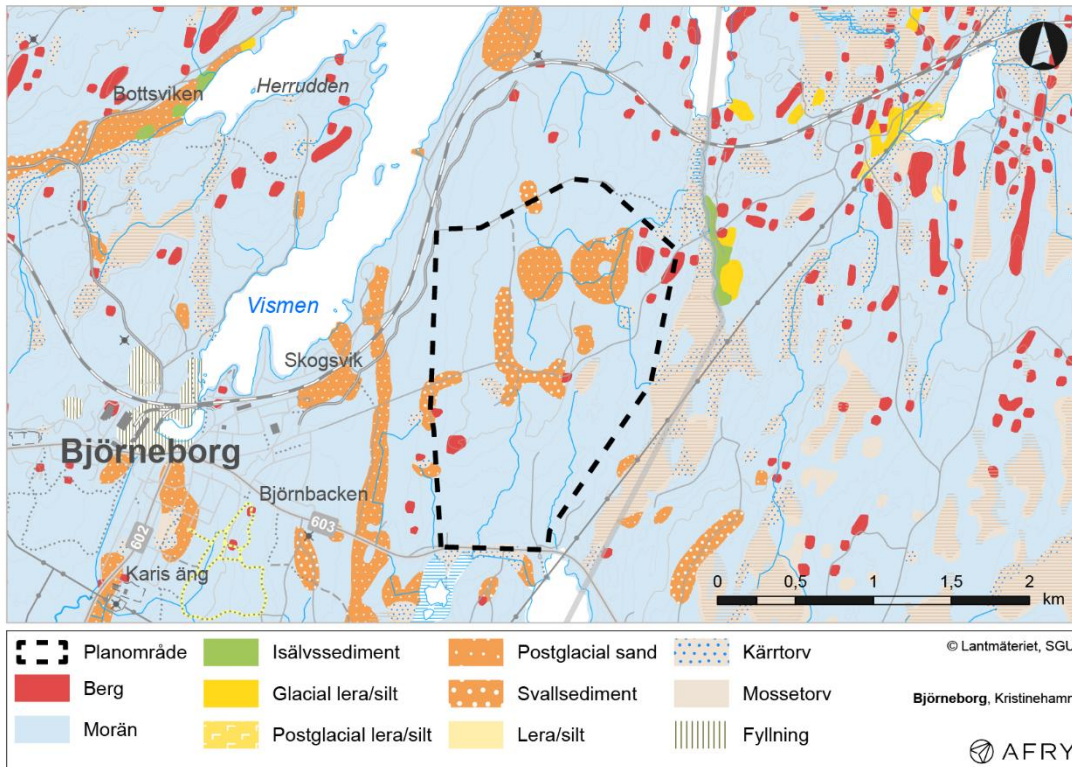 Bottsviken
Herrudden
Vismen
Skogsvik
Björneborg
Björnbacken
603
602
Karis äng
0 0,5 1 1,5 2
km
Planområde
Berg
Morän
Isälvssediment
Glacial lera/silt
Postglacial lera/silt
Postglacial sand
Svallsediment
Lera/silt
Kärrtorv
Mossetorv
Fyllning
© Lantmäteriet, SGU
Björneborg, Kristinehamn
AFRY